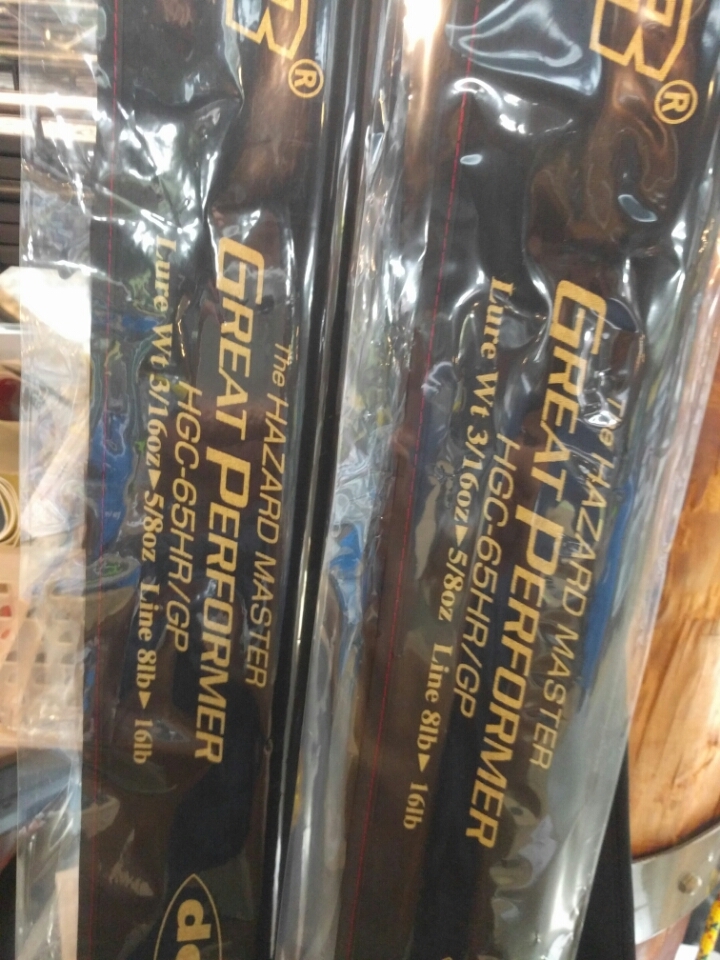 R®
The HAZARD MASTER
GREAT PERFORMER
HGC-65HR/GP
Lure Wt 3/16oz▶5/8oz Line 8lb▶16lb
R®
The HAZARD MASTER
GREAT PERFORMER
HGC-65HR/GP
Lure Wt 3/16oz▶5/8oz Line 8lb▶16lb